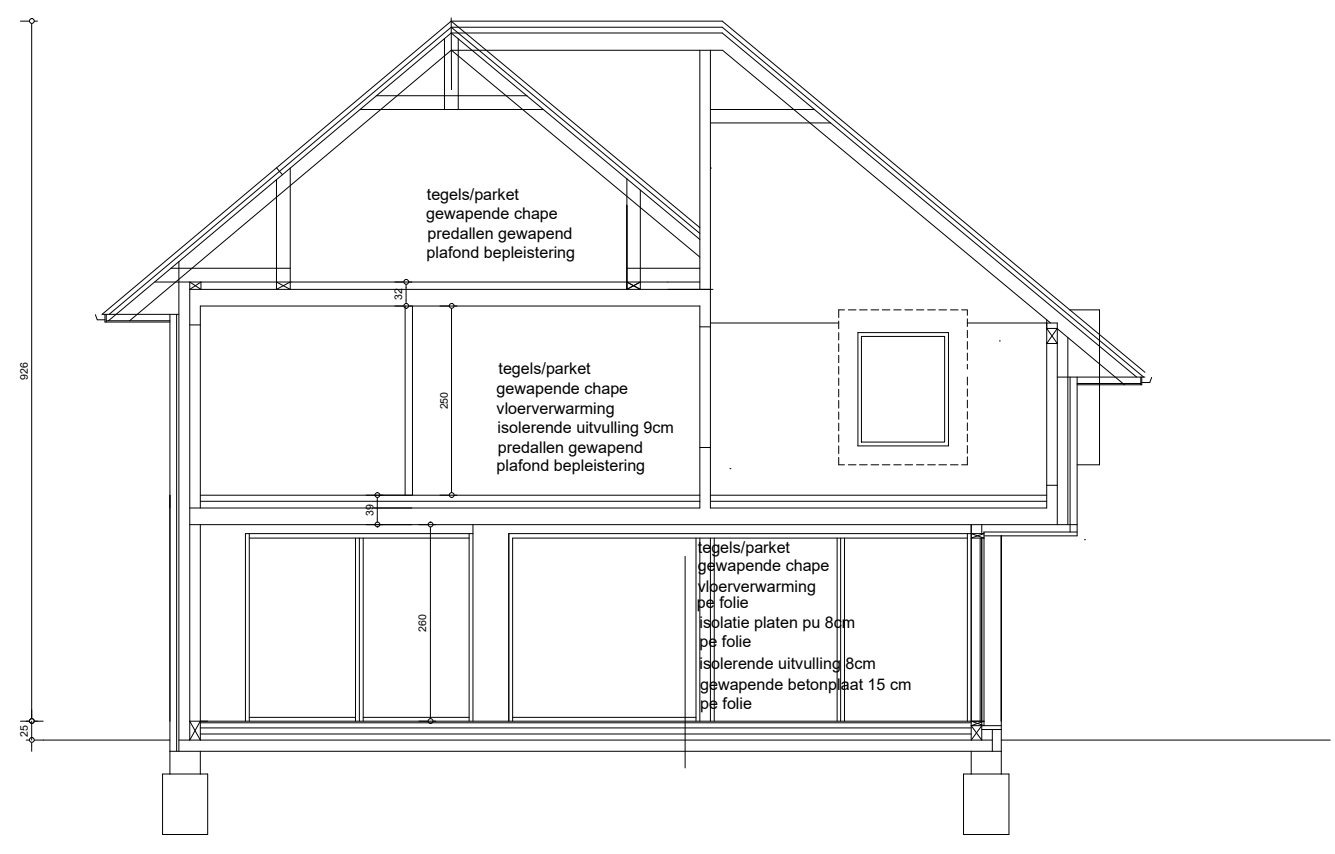 tegels/parket
gewapende chape
predallen gewapend
plafond bepleistering
32
926
250
tegels/parket
gewapende chape
vloerverwarming
isolerende uitvulling 9cm
predallen gewapend
plafond bepleistering
39
260
tegels/parket
gewapende chape
vloerverwarming
pe folie
isolatie platen pu 8cm
pe folie
isolerende uitvulling 8cm
gewapende betonplaat 15 cm
pe folie
25